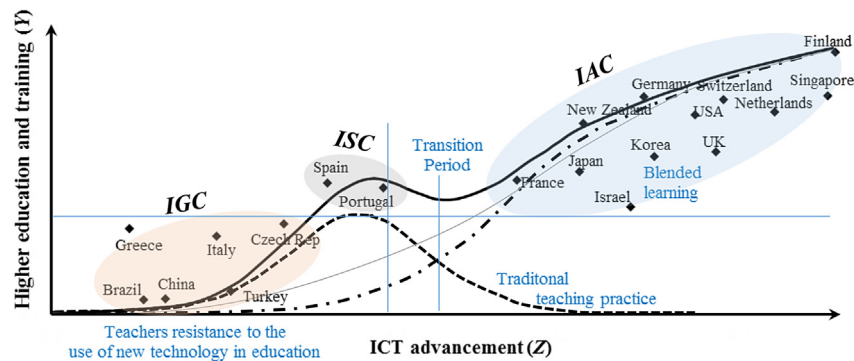 Higher education and training (Y)
Finland
IAC
Germany
Switzerland
Singapore
New Zealand
USA
Netherlands
ISC
Transition
Period
Korea
UK
Spain
Japan
Blended
learning
France
Portugal
Israel
IGC
Greece
Italy
Czech Rep
Brazil
China
Turkey
Traditonal
teaching practice
Teachers resistance to the
use of new technology in education
ICT advancement (Z)